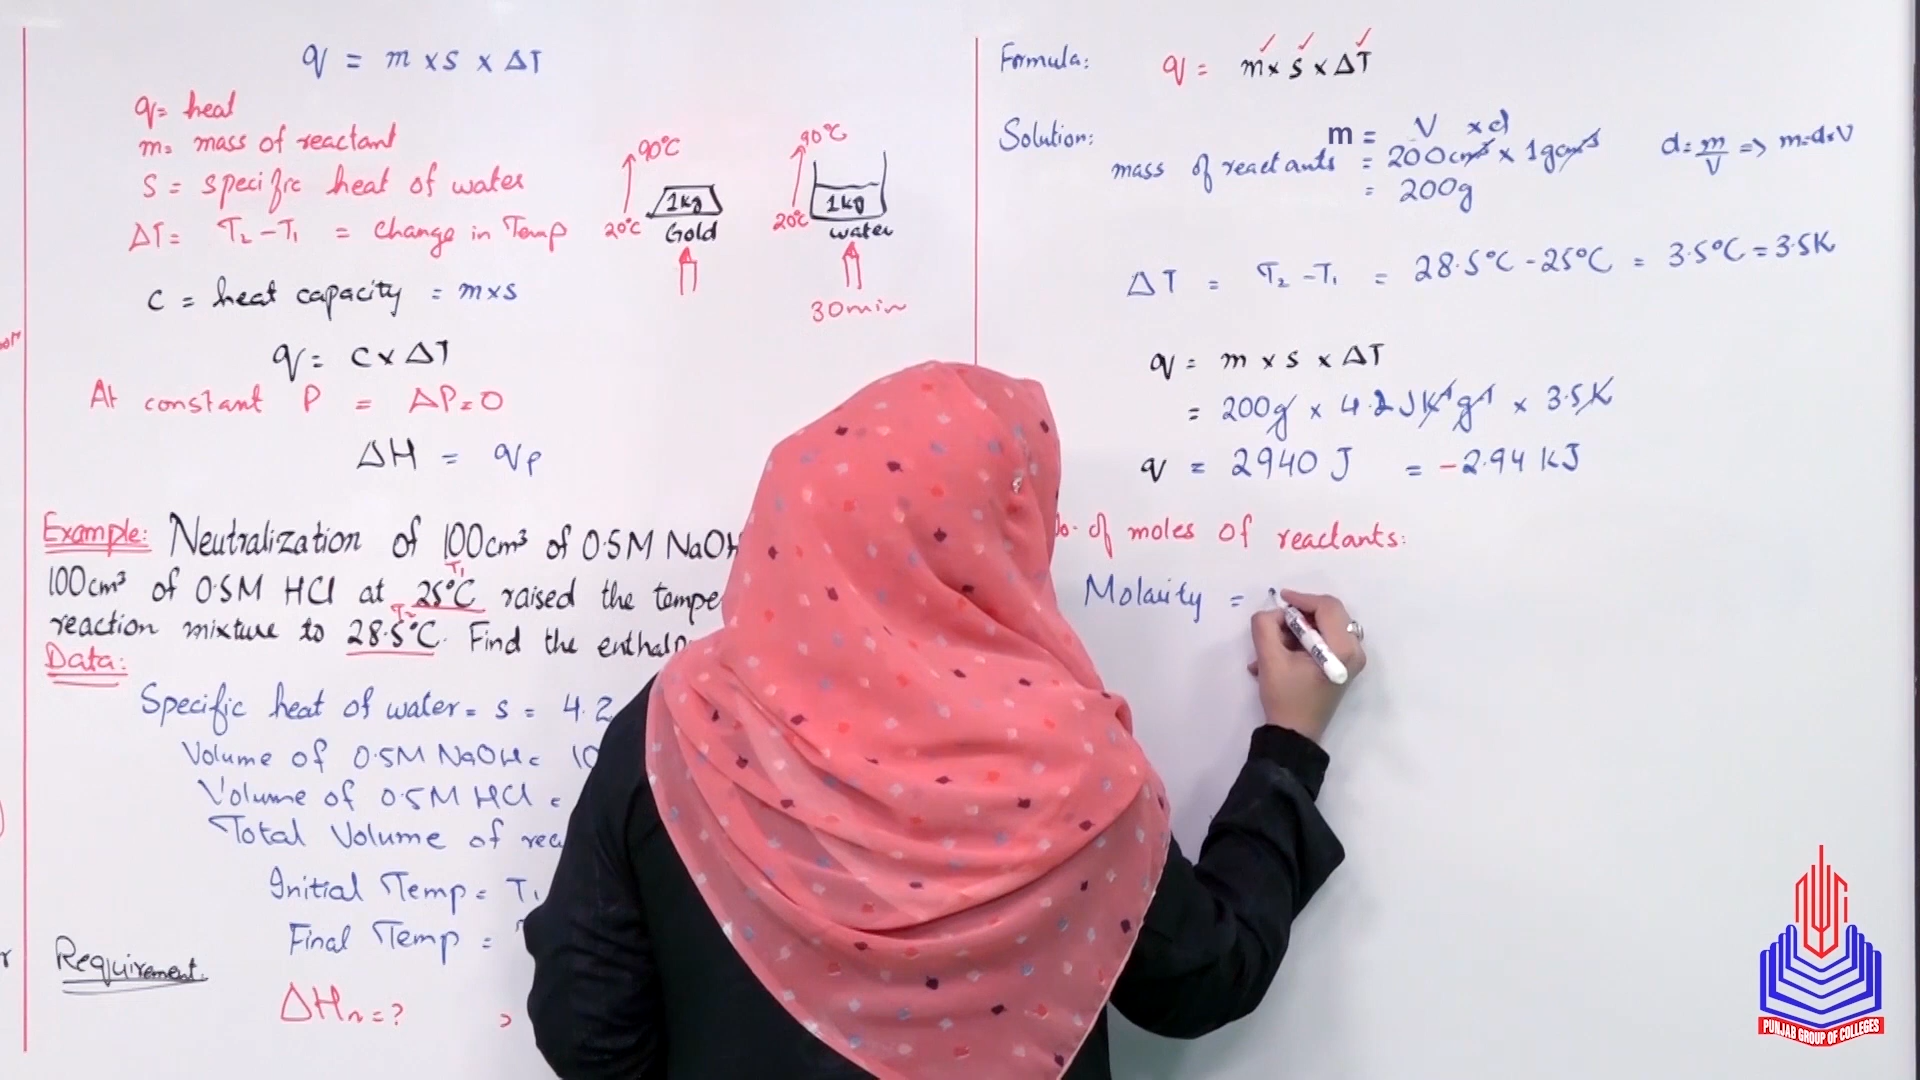 q = m x s x ΔT
q = heat
m = mass of reactant
s = specific heat of water
ΔT = T₂ - T₁ = change in Temp
c = heat capacity = m x s
q = c x ΔT
At constant P = ΔP = 0
ΔH = qp
90°C
20°C
1kg
Gold
90°C
20°C
1kg
water
30min
Example: Neutralization of 100cm³ of 0.5M NaOH
T₁
100cm³ of 0.5M HCl at 25°C raised the tempe
T₂
reaction mixture to 28.5°C. Find the enthalp
Data:
Specific heat of water = s = 4.2
Volume of 0.5M NaOH = 10
Volume of 0.5M HCl =
Total Volume of rea
Initial Temp = T₁
Final Temp =
Requirement:
ΔHn = ?
Formula: q = m x s x ΔT
Solution: m = V x d
mass of reactants = 200cm³ x 1gcm⁻³ d = m/V => m = d x V
= 200g
ΔT = T₂ - T₁ = 28.5°C - 25°C = 3.5°C = 3.5K
q = m x s x ΔT
= 200g x 4.2JK⁻¹g⁻¹ x 3.5K
q = 2940 J = -2.94 kJ
of moles of reactants:
Molarity =
PUNJAB GROUP OF COLLEGES